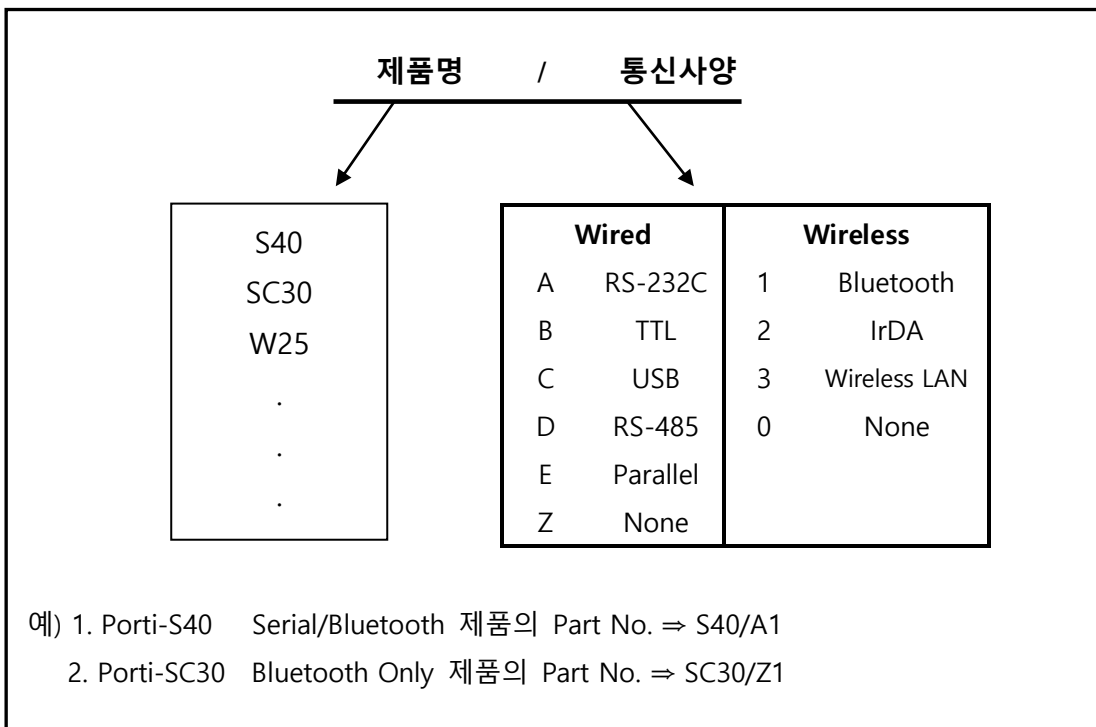 제품명 / 통신사양
S40
SC30
W25
.
.
.
Wired Wireless
A RS-232C 1 Bluetooth
B TTL 2 IrDA
C USB 3 Wireless LAN
D RS-485 0 None
E Parallel
Z None
예) 1. Porti-S40 Serial/Bluetooth 제품의 Part No. ⇒ S40/A1
2. Porti-SC30 Bluetooth Only 제품의 Part No. ⇒ SC30/Z1